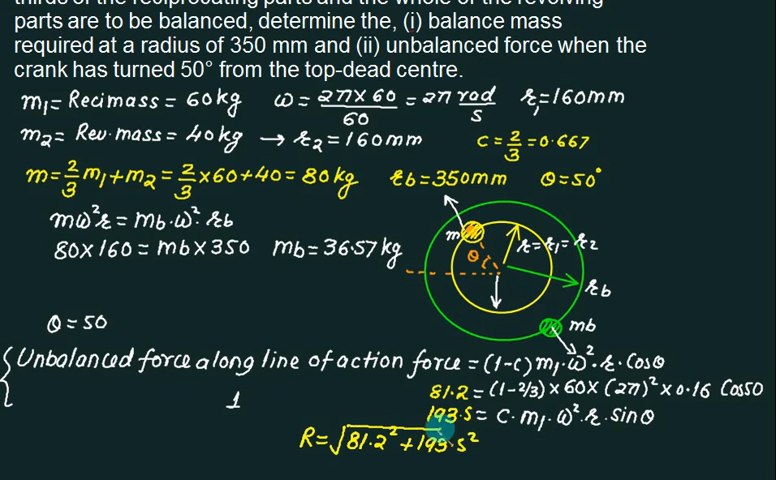 thirds of the reciprocating parts and the whole of the revolving
parts are to be balanced, determine the, (i) balance mass
required at a radius of 350 mm and (ii) unbalanced force when the
crank has turned 50° from the top-dead centre.
m₁= Reci mass = 60kg ω = 2π×60/60 = 2π rad/s r₁=160mm
m₂= Rev. mass = 40kg → r₂=160mm c = 2/3 = 0.667
m = 2/3 m₁ + m₂ = 2/3 ×60+40 = 80kg rb = 350mm θ=50°
mω²r = mb·ω²·rb
80×160 = mb×350 mb = 36.57kg
m θ r=r₁=r₂
rb
mb
θ = 50
Unbalanced force along line of action force = (1-c) m₁·ω²·r·Cosθ
81.2 = (1-2/3)×60×(2π)²×0.16 Cos50
1 193.5 = C·m₁·ω²·r·sinθ
R = √81.2² + 193.5²